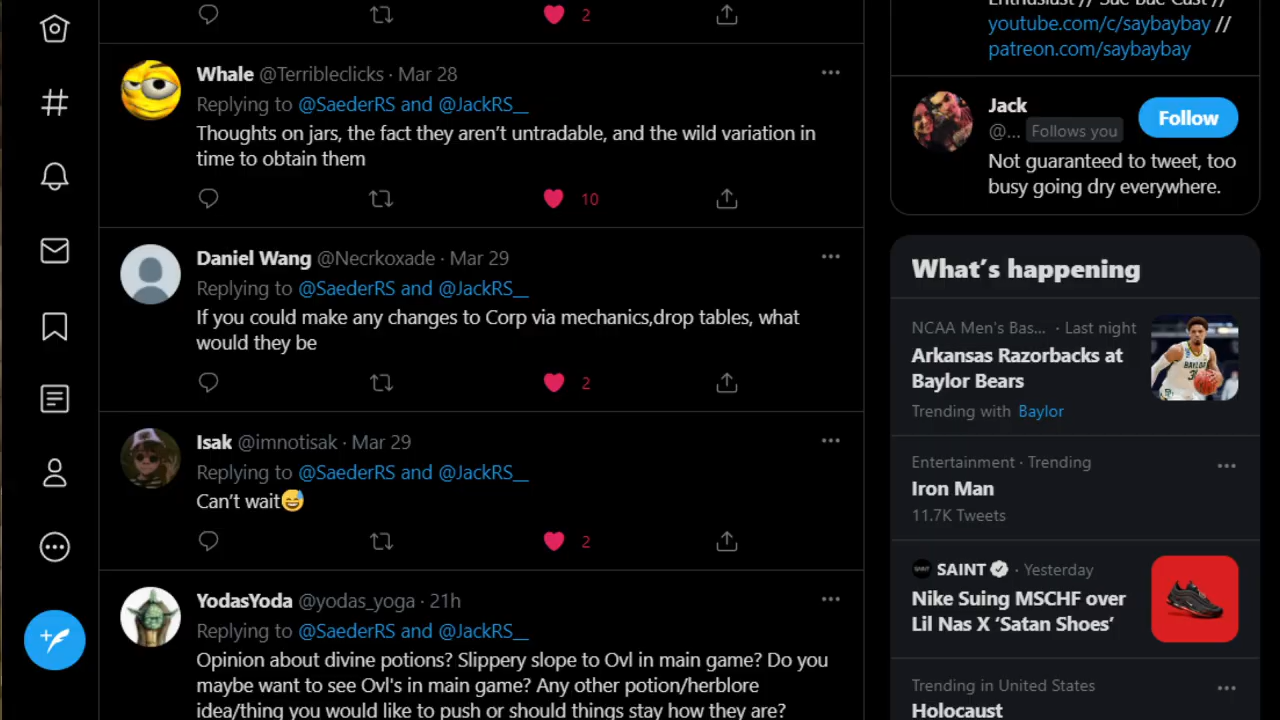 2
Whale @Terribleclicks · Mar 28
Replying to @SaederRS and @JackRS__
Thoughts on jars, the fact they aren't untradable, and the wild variation in
time to obtain them
10
Daniel Wang @Necrkoxade · Mar 29
Replying to @SaederRS and @JackRS__
If you could make any changes to Corp via mechanics,drop tables, what
would they be
2
Isak @imnotisak · Mar 29
Replying to @SaederRS and @JackRS__
Can't wait😅
2
YodasYoda @yodas_yoga · 21h
Replying to @SaederRS and @JackRS__
Opinion about divine potions? Slippery slope to Ovl in main game? Do you
maybe want to see Ovl's in main game? Any other potion/herblore
idea/thing you would like to push or should things stay how they are?
Enthusiast // Sae Bae Cast //
youtube.com/c/saybaybay //
patreon.com/saybaybay
Jack
@... Follows you
Follow
Not guaranteed to tweet, too
busy going dry everywhere.
What's happening
NCAA Men's Bas... · Last night
Arkansas Razorbacks at
Baylor Bears
Trending with Baylor
BAYLOR
Entertainment · Trending
Iron Man
11.7K Tweets
SAINT · Yesterday
Nike Suing MSCHF over
Lil Nas X 'Satan Shoes'
Trending in United States
Holocaust